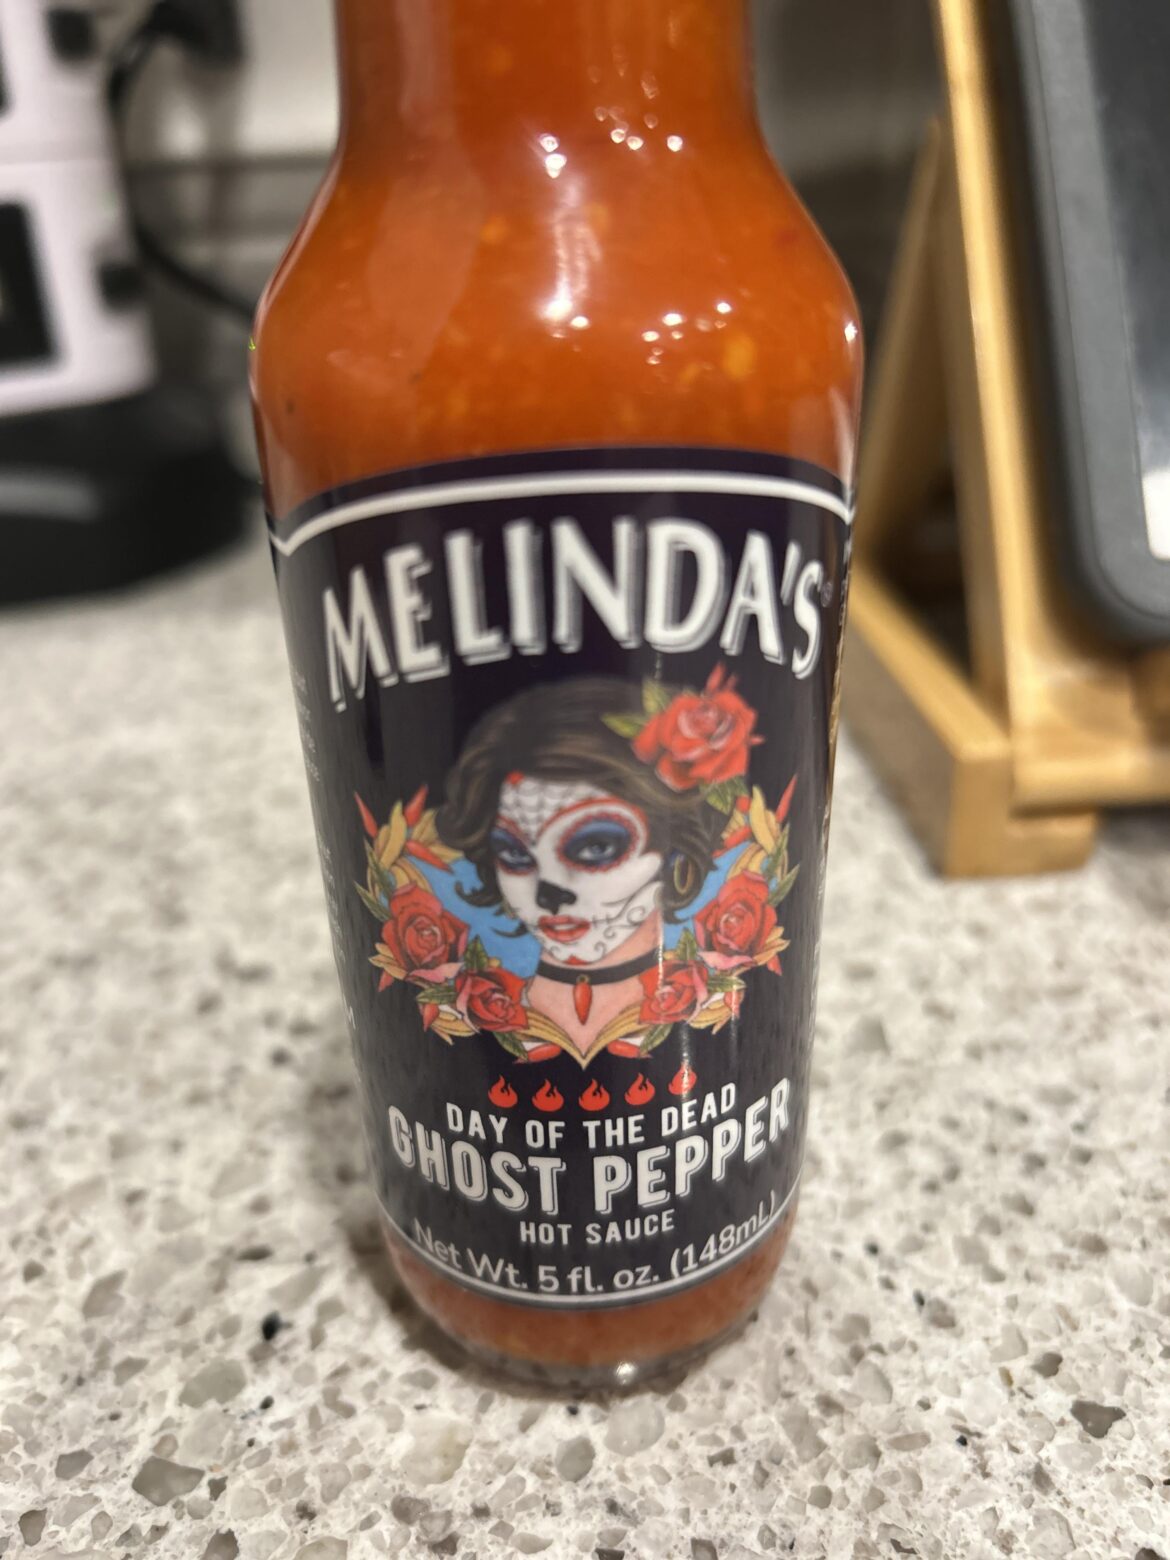 MELINDA'S
DAY OF THE DEAD
GHOST PEPPER
HOT SAUCE
Net Wt. 5 fl. oz. (148mL)